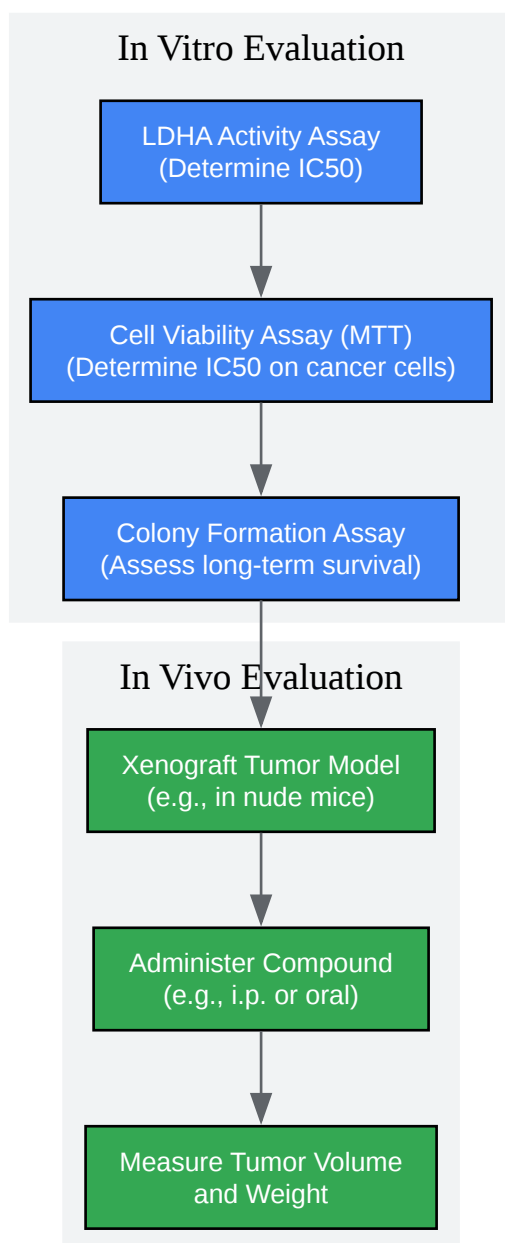 In Vitro Evaluation
LDHA Activity Assay
(Determine IC50)
Cell Viability Assay (MTT)
(Determine IC50 on cancer cells)
Colony Formation Assay
(Assess long-term survival)
In Vivo Evaluation
Xenograft Tumor Model
(e.g., in nude mice)
Administer Compound
(e.g., i.p. or oral)
Measure Tumor Volume
and Weight